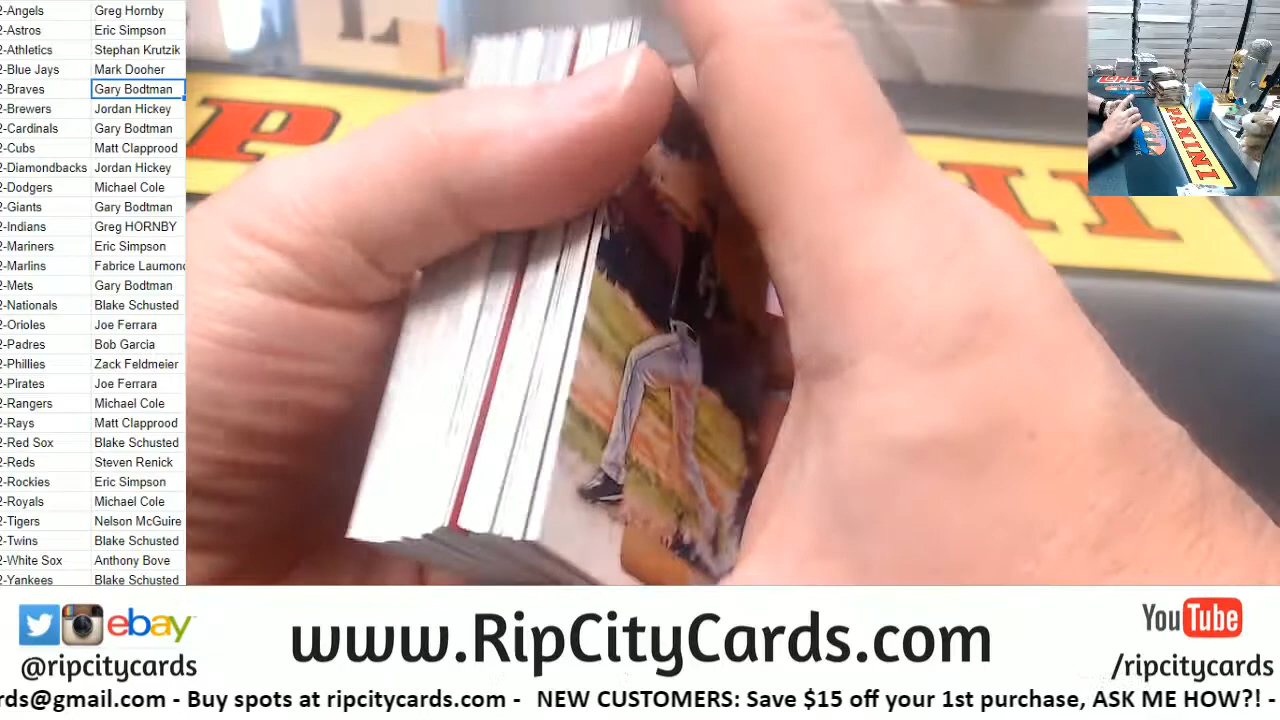 2-Angels Greg Hornby
2-Astros Eric Simpson
2-Athletics Stephan Krutzik
2-Blue Jays Mark Dooher
2-Braves Gary Bodtman
2-Brewers Jordan Hickey
2-Cardinals Gary Bodtman
2-Cubs Matt Clapprood
2-Diamondbacks Jordan Hickey
2-Dodgers Michael Cole
2-Giants Gary Bodtman
2-Indians Greg HORNBY
2-Mariners Eric Simpson
2-Marlins Fabrice Laumond
2-Mets Gary Bodtman
2-Nationals Blake Schusted
2-Orioles Joe Ferrara
2-Padres Bob Garcia
2-Phillies Zack Feldmeier
2-Pirates Joe Ferrara
2-Rangers Michael Cole
2-Rays Matt Clapprood
2-Red Sox Blake Schusted
2-Reds Steven Renick
2-Rockies Eric Simpson
2-Royals Michael Cole
2-Tigers Nelson McGuire
2-Twins Blake Schusted
2-White Sox Anthony Bove
2-Yankees Blake Schusted
PANINI
ebay
@ripcitycards
www.RipCityCards.com
YouTube
/ripcitycards
rds@gmail.com - Buy spots at ripcitycards.com - NEW CUSTOMERS: Save $15 off your 1st purchase, ASK ME HOW?! -